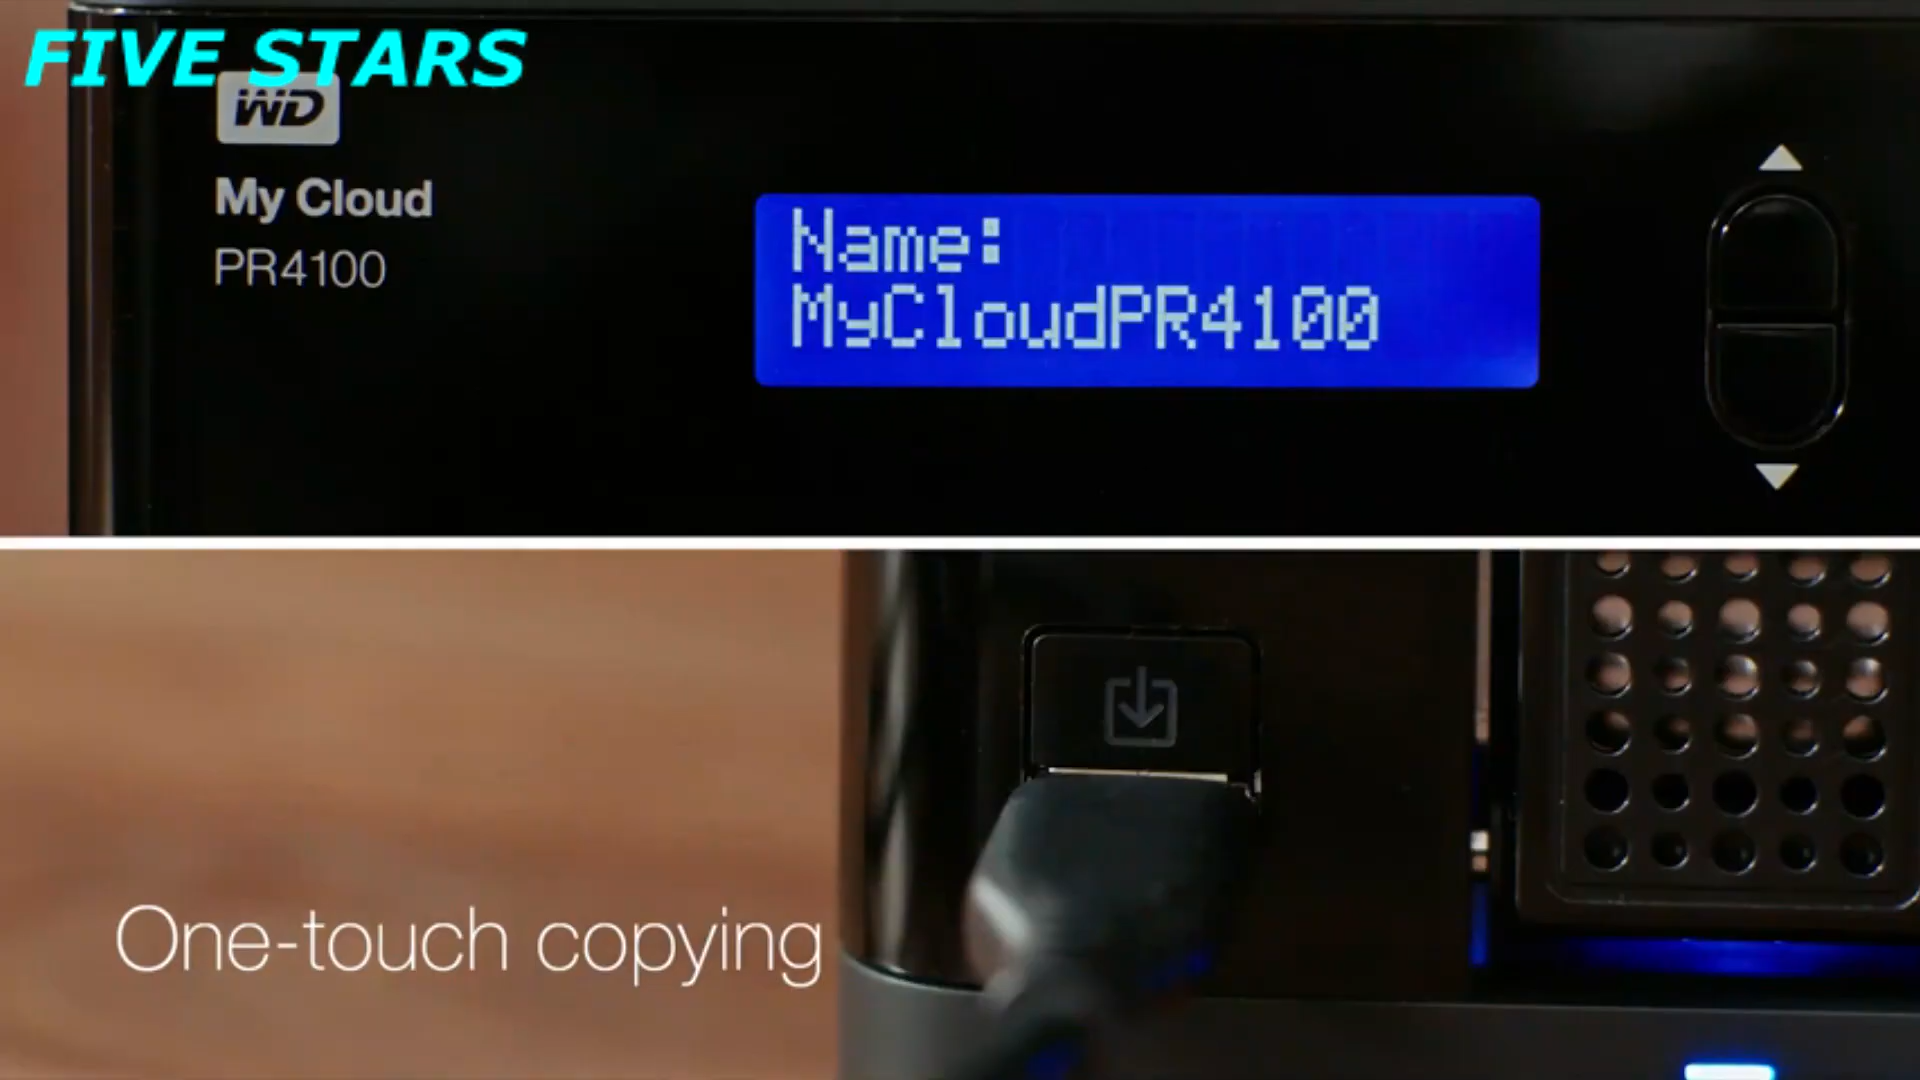 FIVE STARS
WD
My Cloud
PR4100
Name:
MyCloudPR4100
One-touch copying